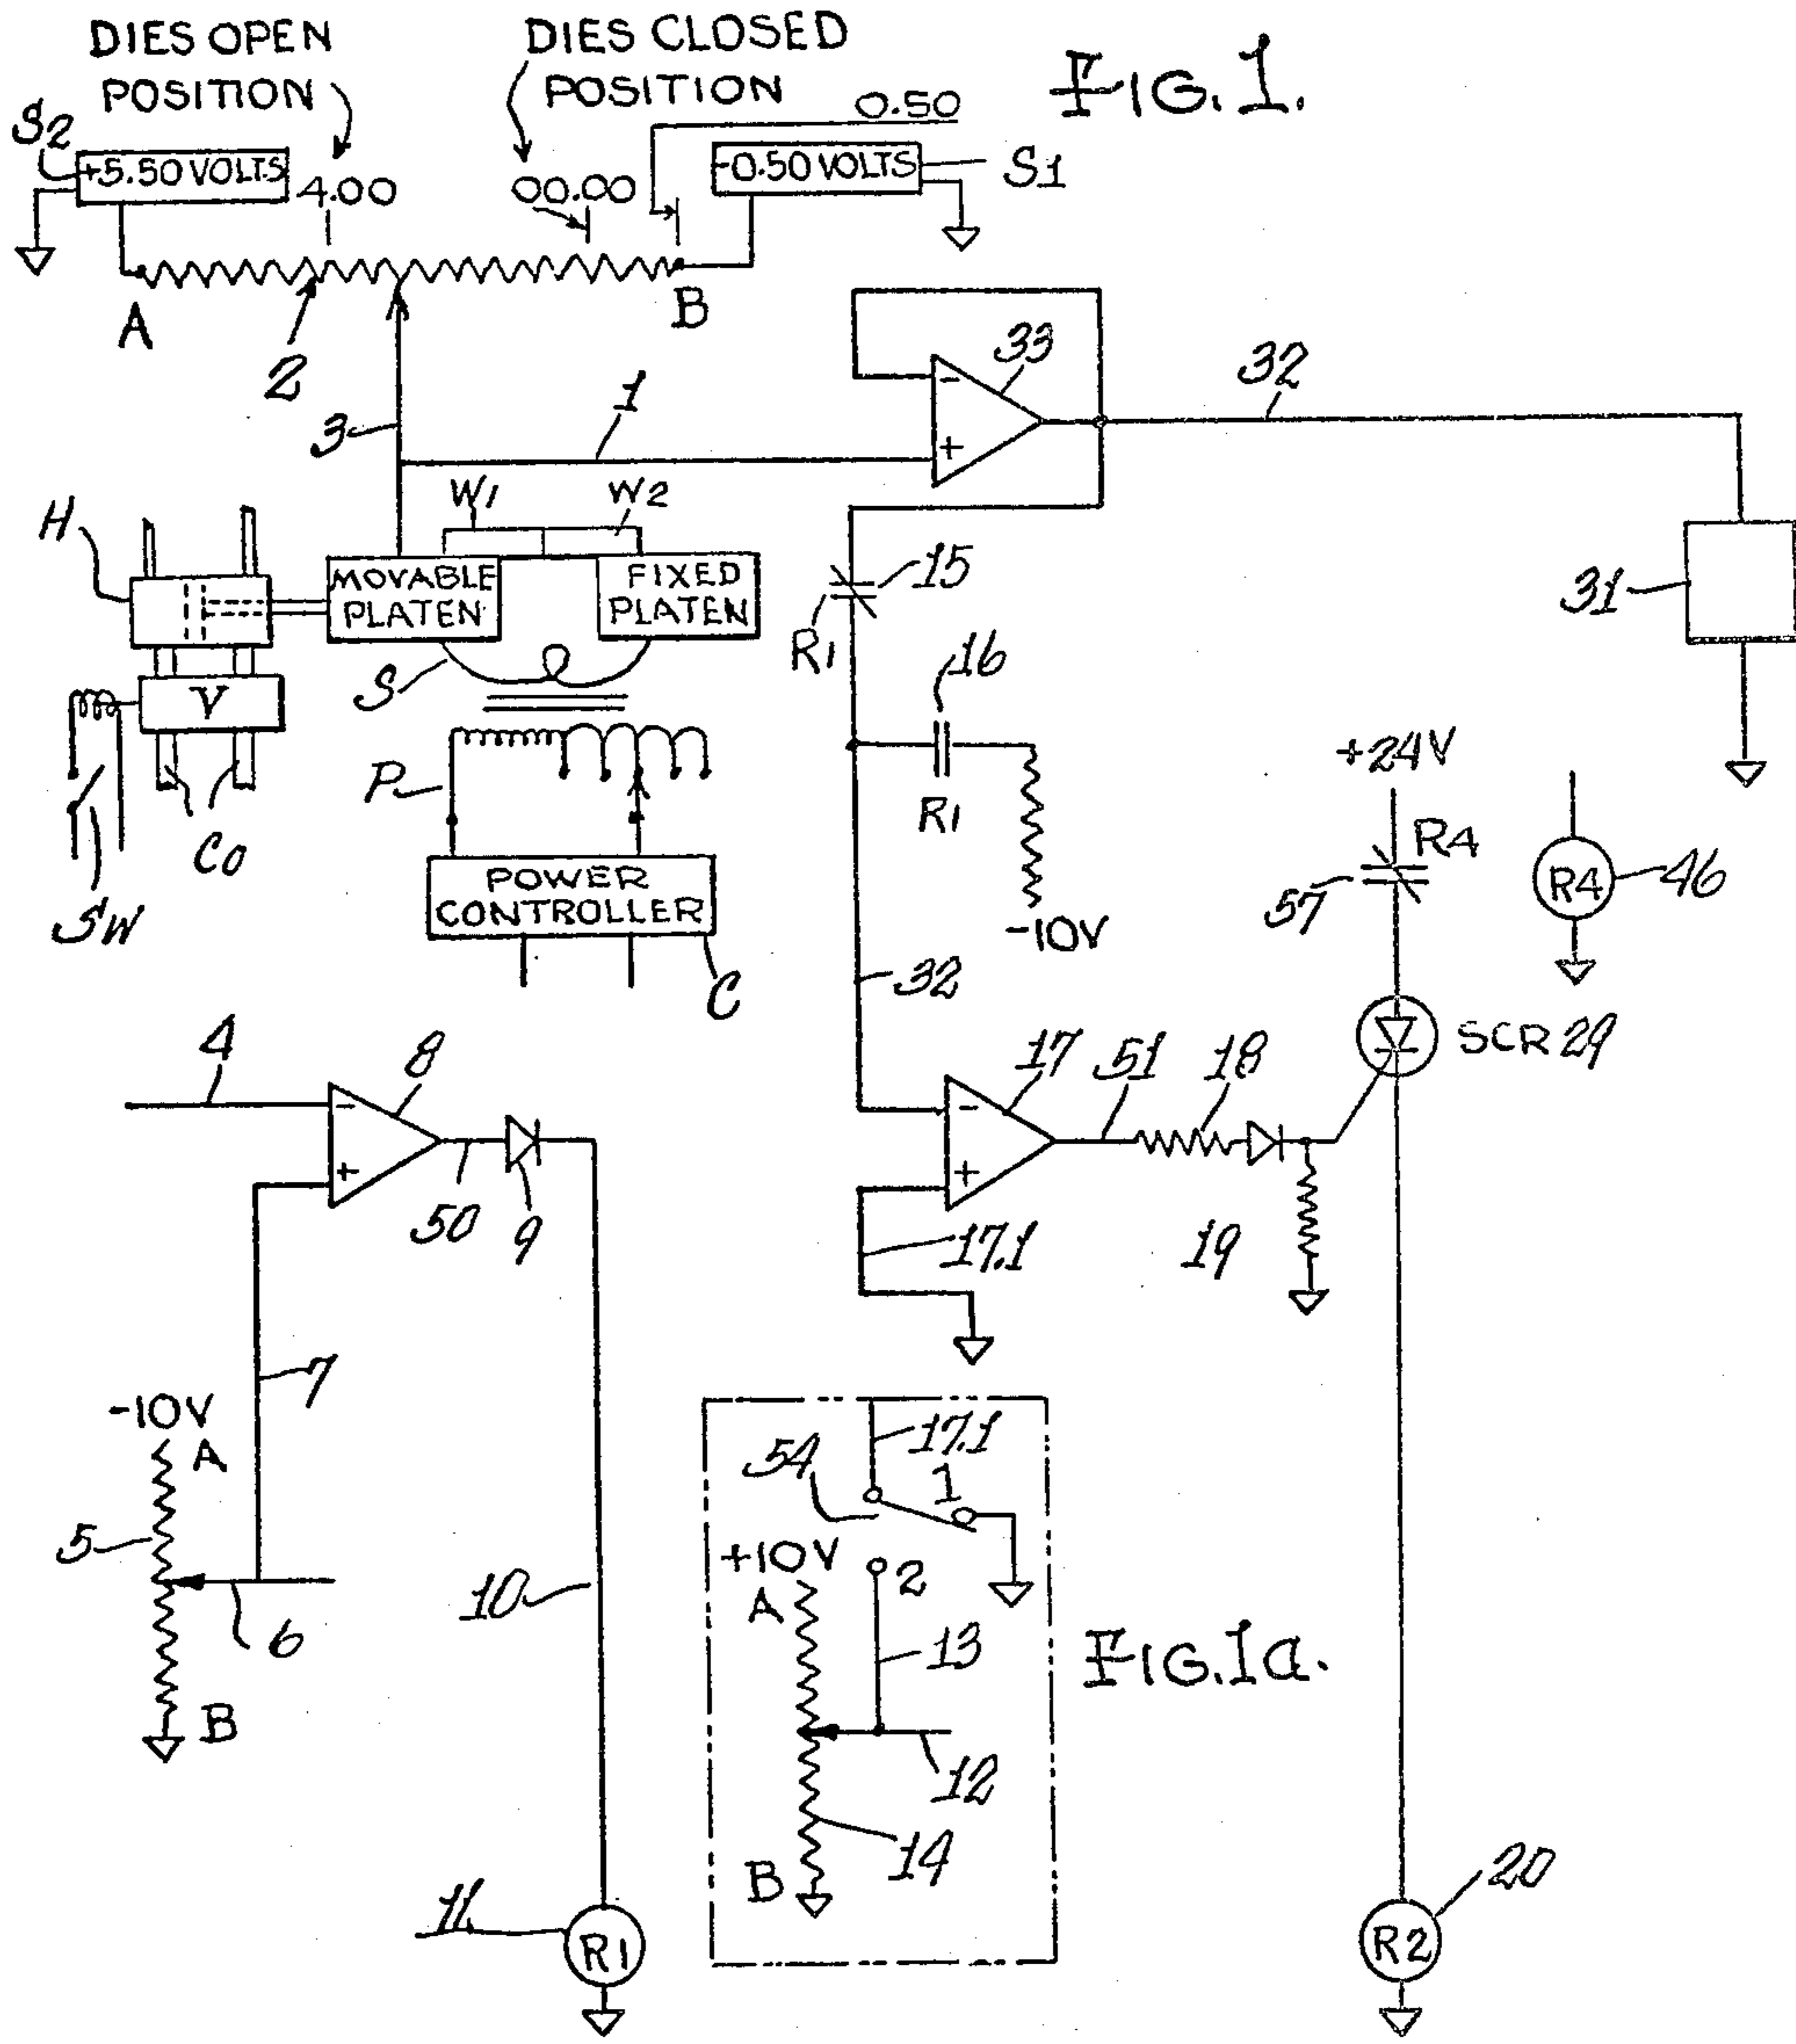 DIES OPEN
POSITION
DIES CLOSED
POSITION
FIG. 1.
S2
+5.50 VOLTS
4.00
00.00
0.50
-0.50 VOLTS
S1
A
2
B
3
1
33
32
-
+
H
W1
W2
MOVABLE
PLATEN
FIXED
PLATEN
15
R1
31
S
V
16
R1
P
-10V
+24V
R4
57
R4
46
SW
CO
POWER
CONTROLLER
C
32
SCR 29
4
8
-
+
50
9
17
51
18
-
+
17.1
19
7
-10V
A
5
6
B
10
54
17.1
1
+10V
A
2
13
12
14
B
FIG. 1a.
11
R1
20
R2